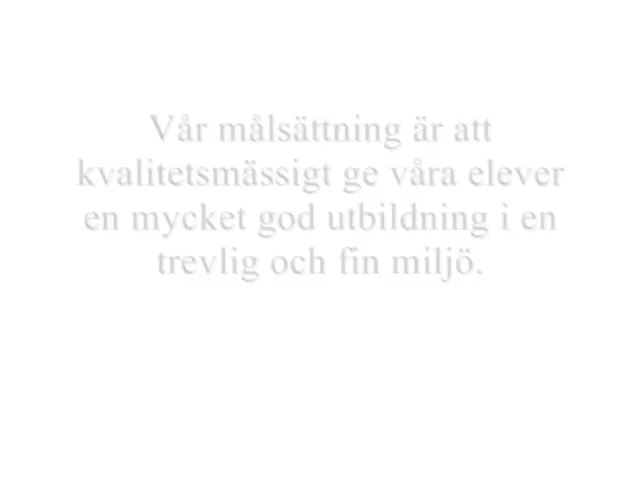 Vår målsättning är att
kvalitetsmässigt ge våra elever
en mycket god utbildning i en
trevlig och fin miljö.